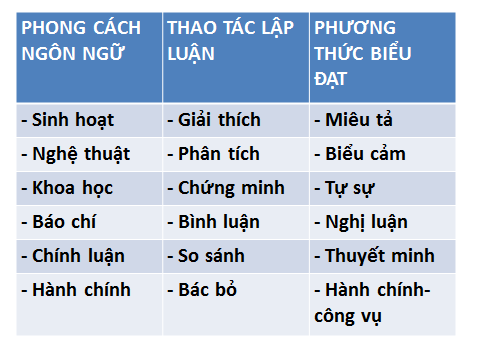 PHONG CÁCH NGÔN NGỮ	THAO TÁC LẬP LUẬN	PHƯƠNG THỨC BIỂU ĐẠT
- Sinh hoạt	- Giải thích	- Miêu tả
- Nghệ thuật	- Phân tích	- Biểu cảm
- Khoa học	- Chứng minh	- Tự sự
- Báo chí	- Bình luận	- Nghị luận
- Chính luận	- So sánh	- Thuyết minh
- Hành chính	- Bác bỏ	- Hành chính-công vụ